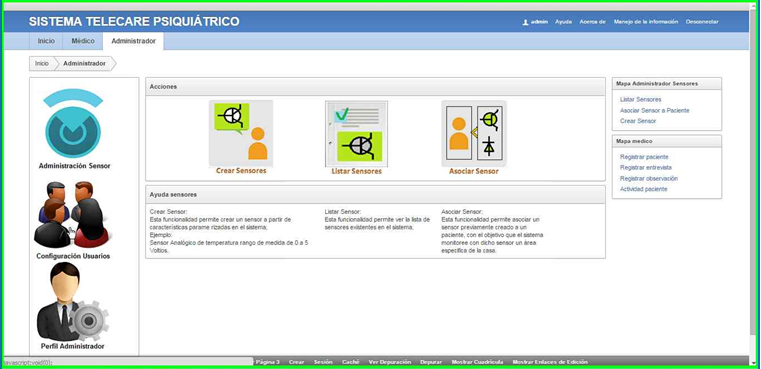 SISTEMA TELECARE PSIQUIÁTRICO
admin Ayuda Acerca de Manejo de la información Desconectar
Inicio Médico Administrador
Inicio Administrador
Administración Sensor
Configuración Usuarios
Perfil Administrador
Acciones
Crear Sensores Listar Sensores Asociar Sensor
Ayuda sensores
Crear Sensor:
Esta funcionalidad permite crear un sensor a partir de
características parame rizadas en el sistema.
Ejemplo:
Sensor Analógico de temperatura rango de medida de 0 a 5
Voltios.
Listar Sensor:
Esta funcionalidad permite ver la lista de
sensores existentes en el sistema.
Asociar Sensor:
Esta funcionalidad permite asociar un
sensor previamente creado a un
paciente, con el objetivo que el sistema
monitoree con dicho sensor un área
específica de la casa.
Mapa Administrador Sensores
Listar Sensores
Asociar Sensor a Paciente
Crear Sensor
Mapa medico
Registrar paciente
Registrar entrevista
Registrar observación
Actividad paciente
javascript:void(0);
Página 3 Crear Sesión Caché Ver Depuración Depurar Mostrar Cuadrícula Mostrar Enlaces de Edición